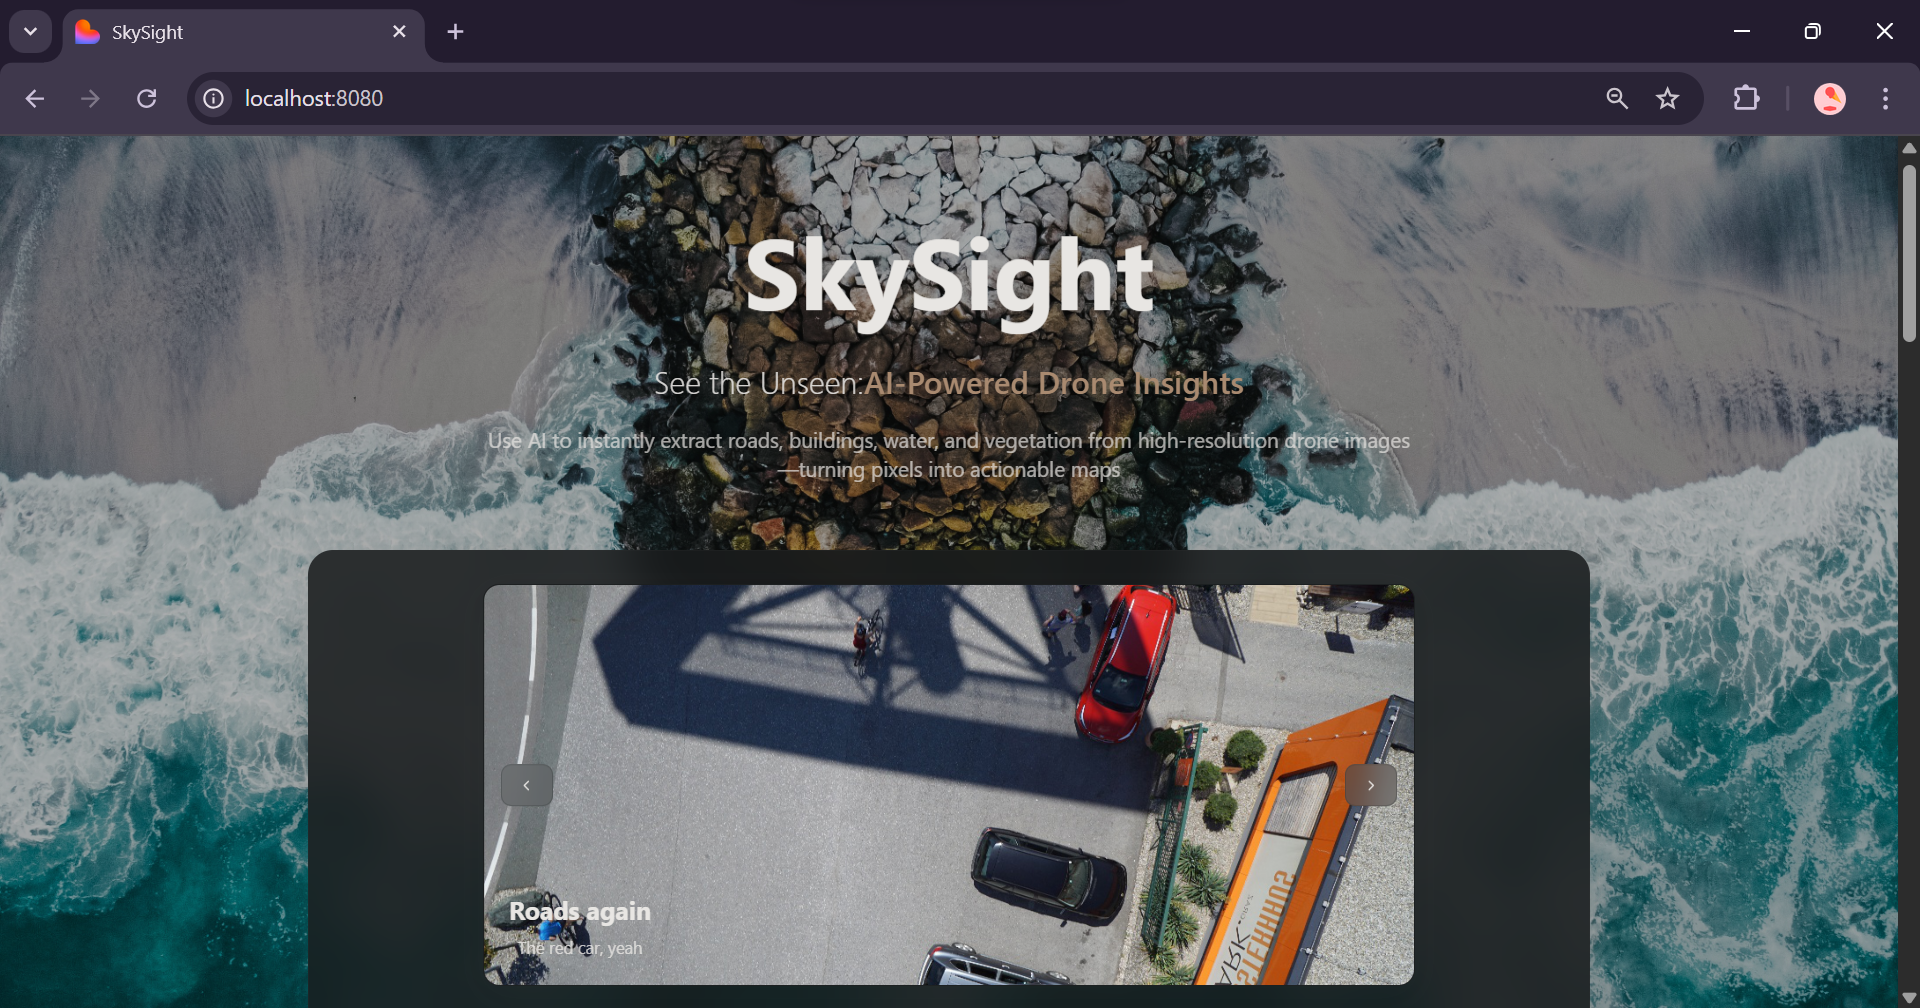 SkySight
localhost:8080
SkySight
See the Unseen:AI-Powered Drone Insights
Use AI to instantly extract roads, buildings, water, and vegetation from high-resolution drone images
—turning pixels into actionable maps
Roads again
The red car, yeah